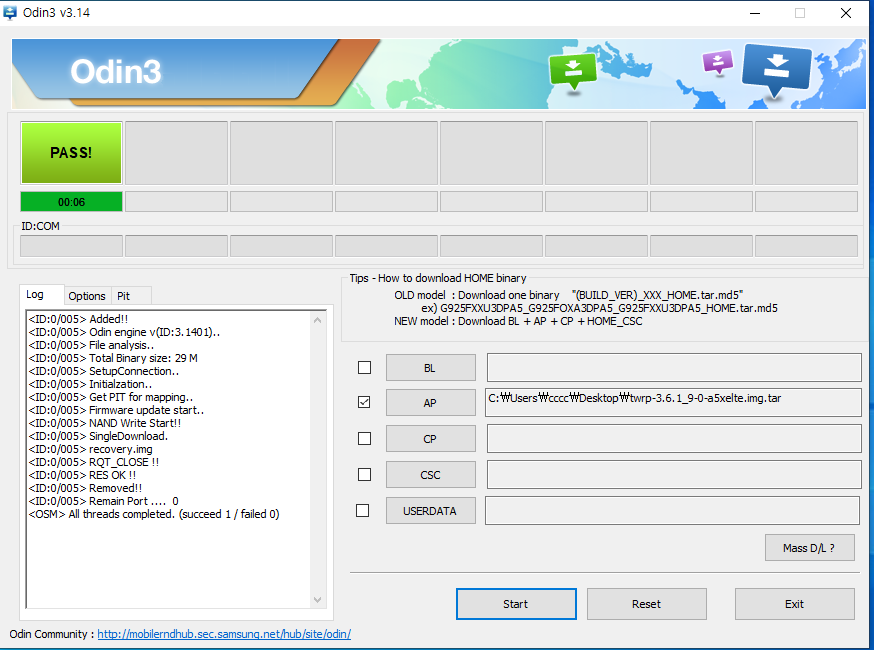 Odin3 v3.14
Odin3
PASS!
00:06
ID:COM
Log Options Pit
<ID:0/005> Added!!
<ID:0/005> Odin engine v(ID:3.1401)..
<ID:0/005> File analysis..
<ID:0/005> Total Binary size: 29 M
<ID:0/005> SetupConnection..
<ID:0/005> Initialzation..
<ID:0/005> Get PIT for mapping..
<ID:0/005> Firmware update start..
<ID:0/005> NAND Write Start!!
<ID:0/005> SingleDownload.
<ID:0/005> recovery.img
<ID:0/005> RQT_CLOSE !!
<ID:0/005> RES OK !!
<ID:0/005> Removed!!
<ID:0/005> Remain Port .... 0
<OSM> All threads completed. (succeed 1 / failed 0)
Tips - How to download HOME binary
OLD model : Download one binary "(BUILD_VER)_XXX_HOME.tar.md5"
ex) G925FXXU3DPA5_G925FOXA3DPA5_G925FXXU3DPA5_HOME.tar.md5
NEW model : Download BL + AP + CP + HOME_CSC
BL
AP C:₩Users₩cccc₩Desktop₩twrp-3.6.1_9-0-a5xelte.img.tar
CP
CSC
USERDATA
Mass D/L ?
Start Reset Exit
Odin Community : http://mobilerndhub.sec.samsung.net/hub/site/odin/